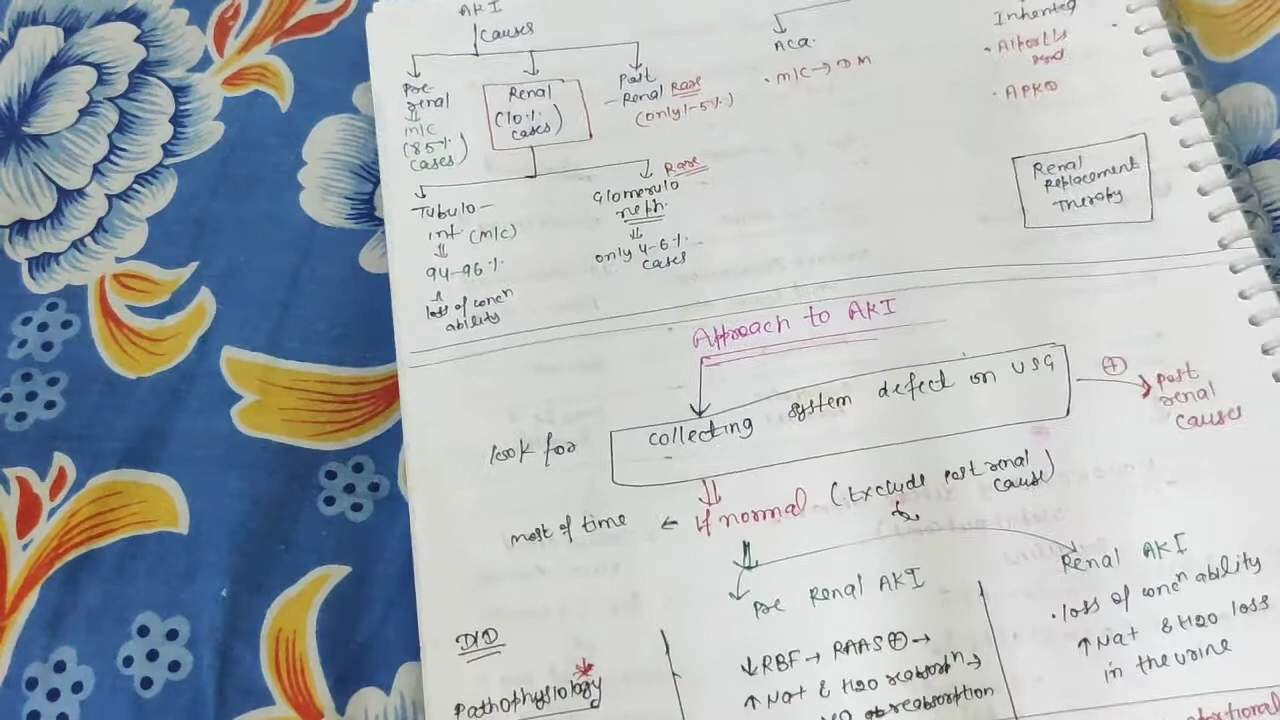 AKI
causes
Pre
renal
m/c
(85%
cases)
Renal
(10%
cases)
Post
-Renal Rare
(only 1-5%)
Tubulo-
int. (m/c)
94-96%
loss of concn
ability
Rare
Glomerulo
neph.
only 4-6%
cases
Aca.
• m/c → DM
Inherited
• Alport's
synd
• APKD
Renal
Replacement
Therapy
Approach to AKI
look for
collecting system defect on USG
(+)
post
renal
causes
most of time ← If normal (Exclude post renal
cause)
Pre Renal AKI
Renal AKI
D/D
Pathophysiology
↓RBF → RAAS (+) →
↑ Na+ & H2O reabsorpn →
reabsorption
• loss of concn ability
↑ Na+ & H2O loss
in the urine